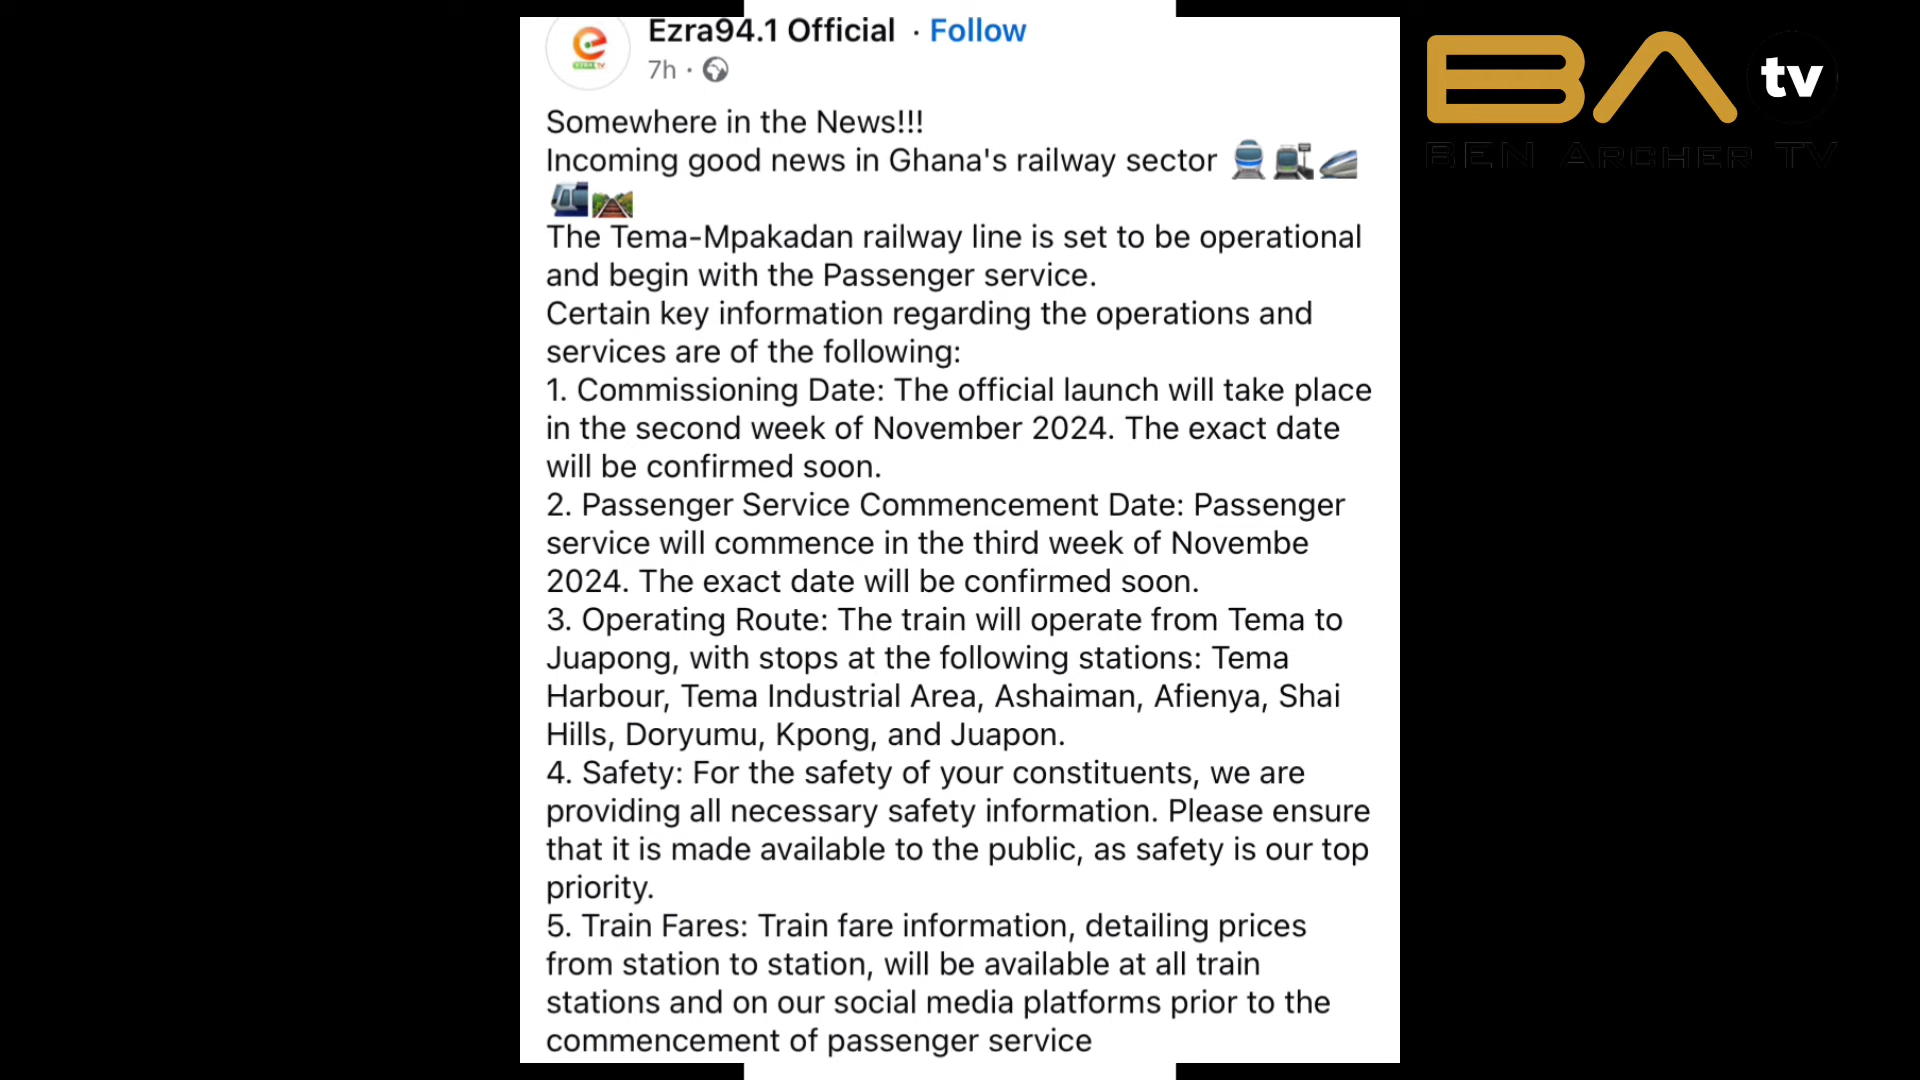 Ezra94.1 Official · Follow
7h ·
Somewhere in the News!!!
Incoming good news in Ghana's railway sector
The Tema-Mpakadan railway line is set to be operational
and begin with the Passenger service.
Certain key information regarding the operations and
services are of the following:
1. Commissioning Date: The official launch will take place
in the second week of November 2024. The exact date
will be confirmed soon.
2. Passenger Service Commencement Date: Passenger
service will commence in the third week of Novembe
2024. The exact date will be confirmed soon.
3. Operating Route: The train will operate from Tema to
Juapong, with stops at the following stations: Tema
Harbour, Tema Industrial Area, Ashaiman, Afienya, Shai
Hills, Doryumu, Kpong, and Juapon.
4. Safety: For the safety of your constituents, we are
providing all necessary safety information. Please ensure
that it is made available to the public, as safety is our top
priority.
5. Train Fares: Train fare information, detailing prices
from station to station, will be available at all train
stations and on our social media platforms prior to the
commencement of passenger service
BA tv
BEN ARCHER TV